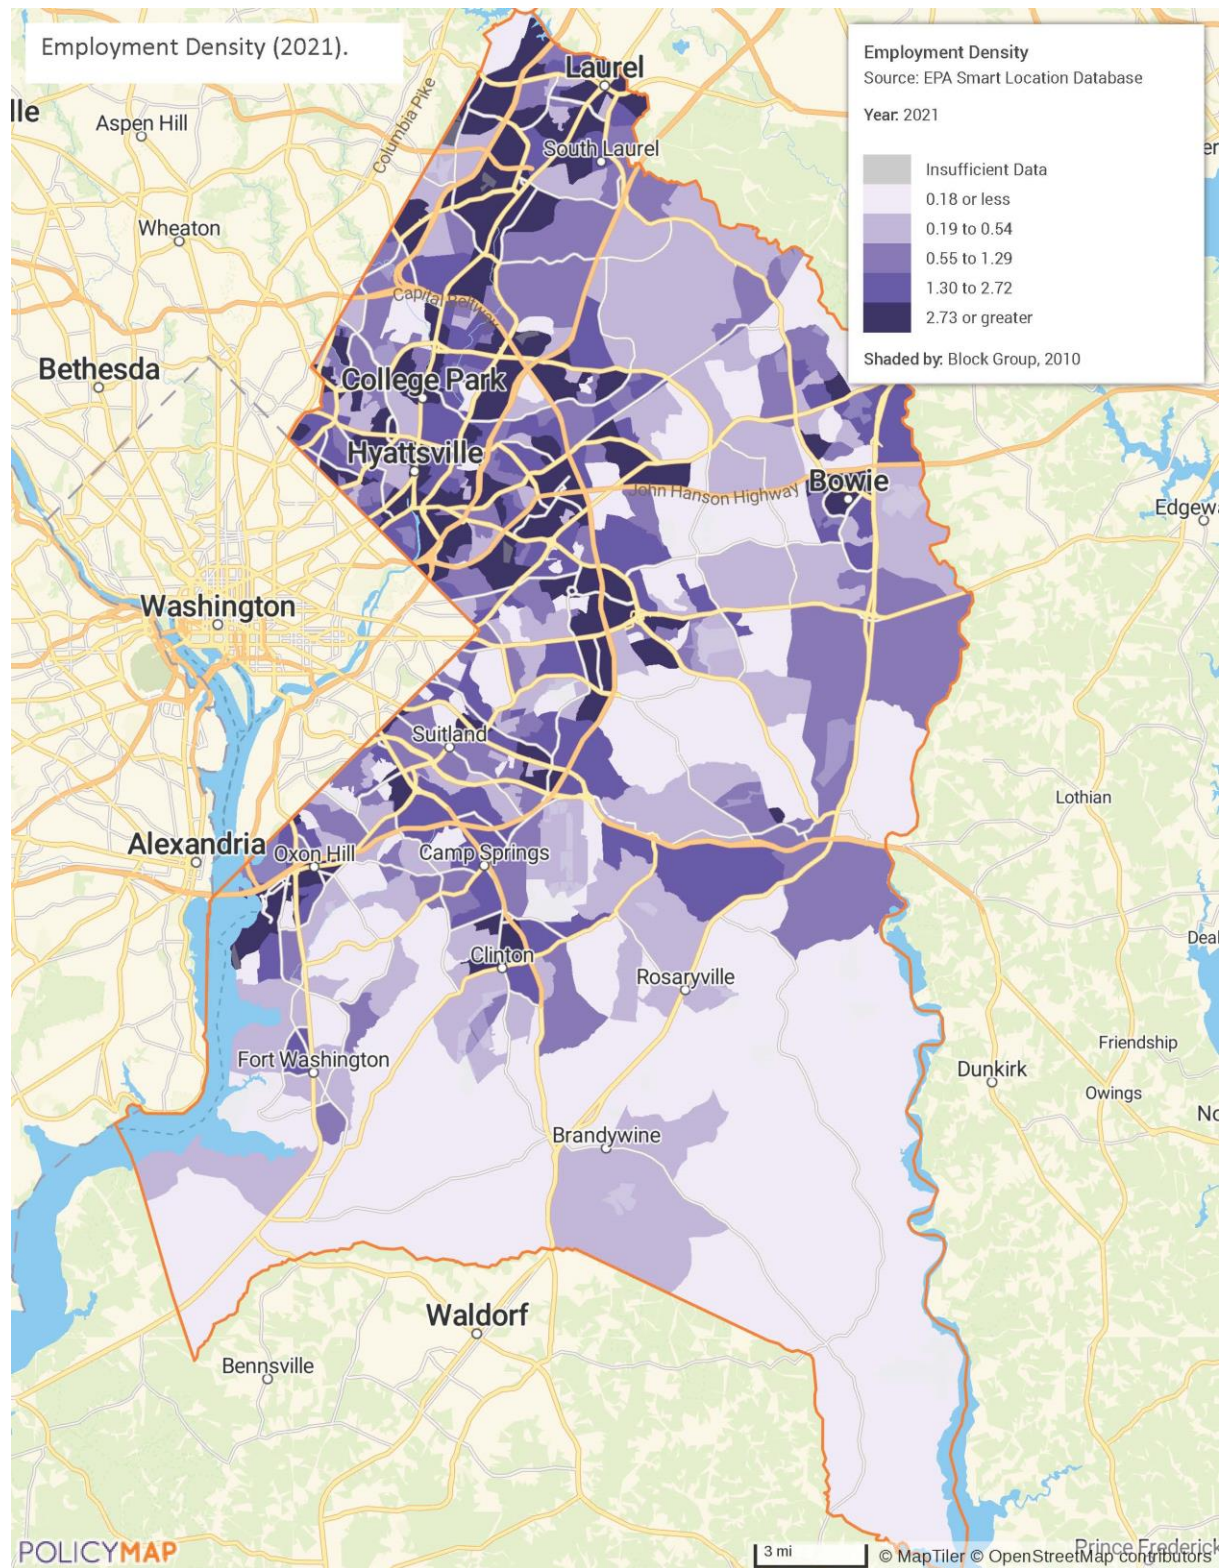 Employment Density (2021).
Employment Density
Source: EPA Smart Location Database
Year: 2021
Insufficient Data
0.18 or less
0.19 to 0.54
0.55 to 1.29
1.30 to 2.72
2.73 or greater
Shaded by: Block Group, 2010
Laurel
lle
Aspen Hill
Columbia Pike
South Laurel
er
Wheaton
Capital Beltway
Bethesda
College Park
Hyattsville
John Hanson Highway
Bowie
Edgewa
Washington
Suitland
Lothian
Alexandria
Oxon Hill
Camp Springs
Clinton
Deal
Rosaryville
Friendship
Fort Washington
Dunkirk
Owings
No
Brandywine
Waldorf
Bennsville
POLICYMAP
3 mi
Prince Frederick
© MapTiler © OpenStreetMap contributors